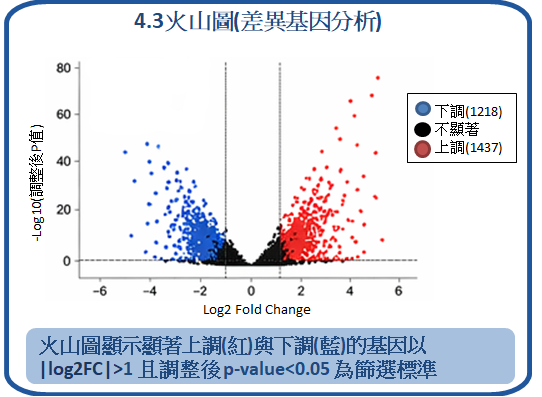 4.3火山圖(差異基因分析)
-Log10(調整後P值)
80
60
40
20
0
-6
-4
-2
0
2
4
6
Log2 Fold Change
下調(1218)
不顯著
上調(1437)
火山圖顯示顯著上調(紅)與下調(藍)的基因以
|log2FC|>1 且調整後p-value<0.05 為篩選標準